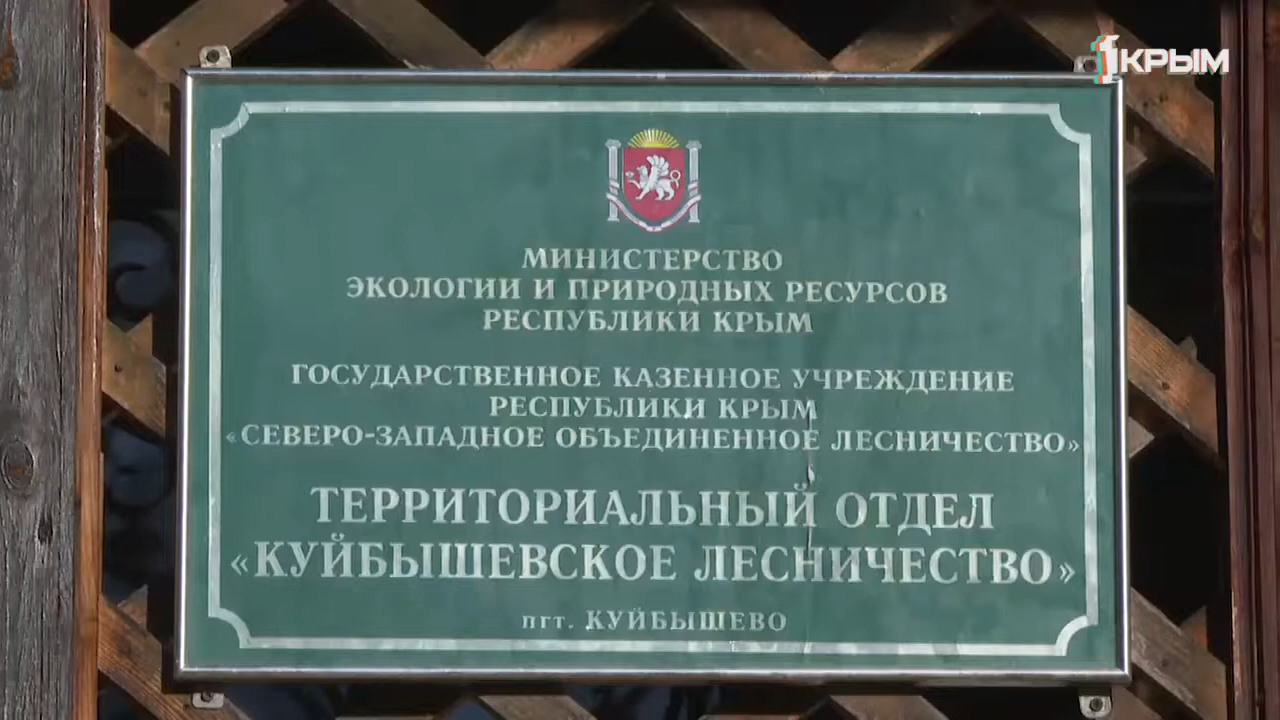 1КРЫМ
МИНИСТЕРСТВО
ЭКОЛОГИИ И ПРИРОДНЫХ РЕСУРСОВ
РЕСПУБЛИКИ КРЫМ
ГОСУДАРСТВЕННОЕ КАЗЕННОЕ УЧРЕЖДЕНИЕ
РЕСПУБЛИКИ КРЫМ
«СЕВЕРО-ЗАПАДНОЕ ОБЪЕДИНЕННОЕ ЛЕСНИЧЕСТВО»
ТЕРРИТОРИАЛЬНЫЙ ОТДЕЛ
«КУЙБЫШЕВСКОЕ ЛЕСНИЧЕСТВО»
пгт. КУЙБЫШЕВО